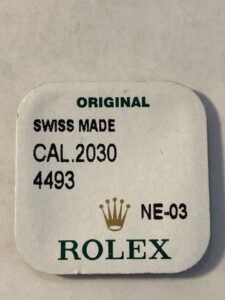 ORIGINAL
SWISS MADE
CAL.2030
4493
NE-03
ROLEX